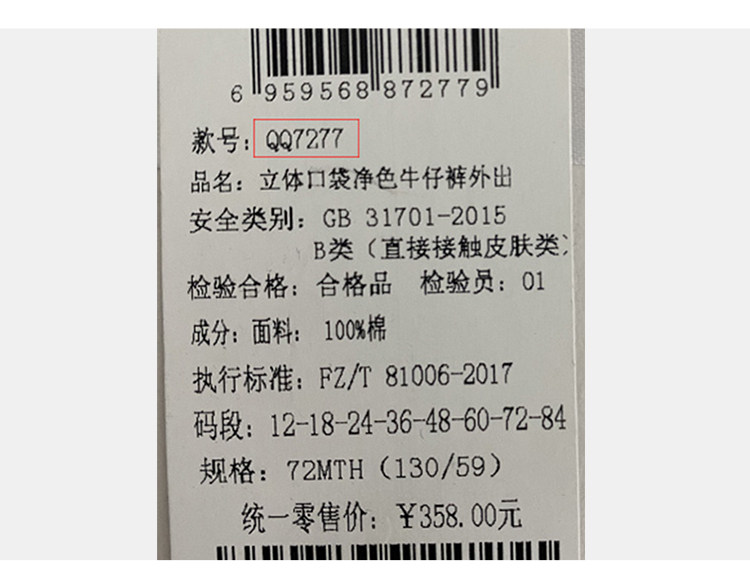 6 959568 872779
款号：QQ7277
品名：立体口袋净色牛仔裤外出
安全类别：GB 31701-2015
B类（直接接触皮肤类）
检验合格：合格品 检验员：01
成分：面料：100%棉
执行标准：FZ/T 81006-2017
码段：12-18-24-36-48-60-72-84
规格：72MTH（130/59）
统一零售价：￥358.00元